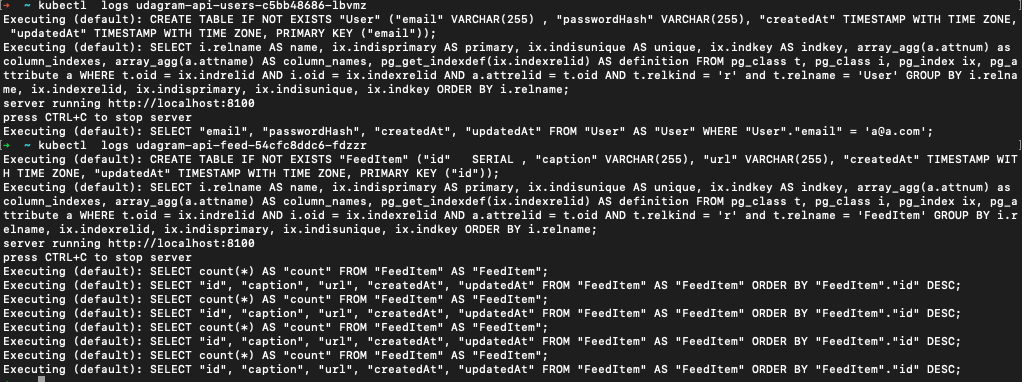 → ~ kubectl  logs udagram-api-users-c5bb48686-lbvmz
Executing (default): CREATE TABLE IF NOT EXISTS "User" ("email" VARCHAR(255) , "passwordHash" VARCHAR(255), "createdAt" TIMESTAMP WITH TIME ZONE,
 "updatedAt" TIMESTAMP WITH TIME ZONE, PRIMARY KEY ("email"));
Executing (default): SELECT i.relname AS name, ix.indisprimary AS primary, ix.indisunique AS unique, ix.indkey AS indkey, array_agg(a.attnum) as
column_indexes, array_agg(a.attname) AS column_names, pg_get_indexdef(ix.indexrelid) AS definition FROM pg_class t, pg_class i, pg_index ix, pg_a
ttribute a WHERE t.oid = ix.indrelid AND i.oid = ix.indexrelid AND a.attrelid = t.oid AND t.relkind = 'r' and t.relname = 'User' GROUP BY i.relna
me, ix.indexrelid, ix.indisprimary, ix.indisunique, ix.indkey ORDER BY i.relname;
server running http://localhost:8100
press CTRL+C to stop server
Executing (default): SELECT "email", "passwordHash", "createdAt", "updatedAt" FROM "User" AS "User" WHERE "User"."email" = 'a@a.com';
→ ~ kubectl  logs udagram-api-feed-54cfc8ddc6-fdzzr
Executing (default): CREATE TABLE IF NOT EXISTS "FeedItem" ("id"   SERIAL , "caption" VARCHAR(255), "url" VARCHAR(255), "createdAt" TIMESTAMP WIT
H TIME ZONE, "updatedAt" TIMESTAMP WITH TIME ZONE, PRIMARY KEY ("id"));
Executing (default): SELECT i.relname AS name, ix.indisprimary AS primary, ix.indisunique AS unique, ix.indkey AS indkey, array_agg(a.attnum) as
column_indexes, array_agg(a.attname) AS column_names, pg_get_indexdef(ix.indexrelid) AS definition FROM pg_class t, pg_class i, pg_index ix, pg_a
ttribute a WHERE t.oid = ix.indrelid AND i.oid = ix.indexrelid AND a.attrelid = t.oid AND t.relkind = 'r' and t.relname = 'FeedItem' GROUP BY i.r
elname, ix.indexrelid, ix.indisprimary, ix.indisunique, ix.indkey ORDER BY i.relname;
server running http://localhost:8100
press CTRL+C to stop server
Executing (default): SELECT count(*) AS "count" FROM "FeedItem" AS "FeedItem";
Executing (default): SELECT "id", "caption", "url", "createdAt", "updatedAt" FROM "FeedItem" AS "FeedItem" ORDER BY "FeedItem"."id" DESC;
Executing (default): SELECT count(*) AS "count" FROM "FeedItem" AS "FeedItem";
Executing (default): SELECT "id", "caption", "url", "createdAt", "updatedAt" FROM "FeedItem" AS "FeedItem" ORDER BY "FeedItem"."id" DESC;
Executing (default): SELECT count(*) AS "count" FROM "FeedItem" AS "FeedItem";
Executing (default): SELECT "id", "caption", "url", "createdAt", "updatedAt" FROM "FeedItem" AS "FeedItem" ORDER BY "FeedItem"."id" DESC;
Executing (default): SELECT count(*) AS "count" FROM "FeedItem" AS "FeedItem";
Executing (default): SELECT "id", "caption", "url", "createdAt", "updatedAt" FROM "FeedItem" AS "FeedItem" ORDER BY "FeedItem"."id" DESC;